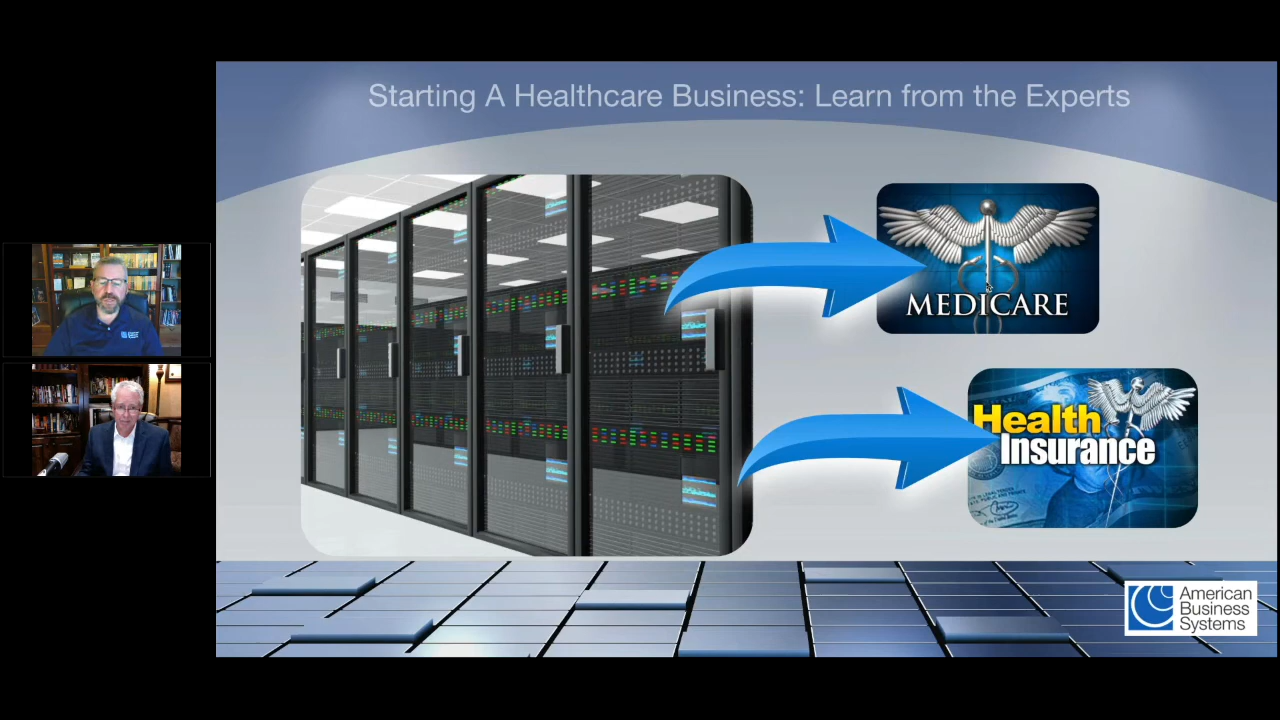 Starting A Healthcare Business: Learn from the Experts
MEDICARE
Health
Insurance
American
Business
Systems